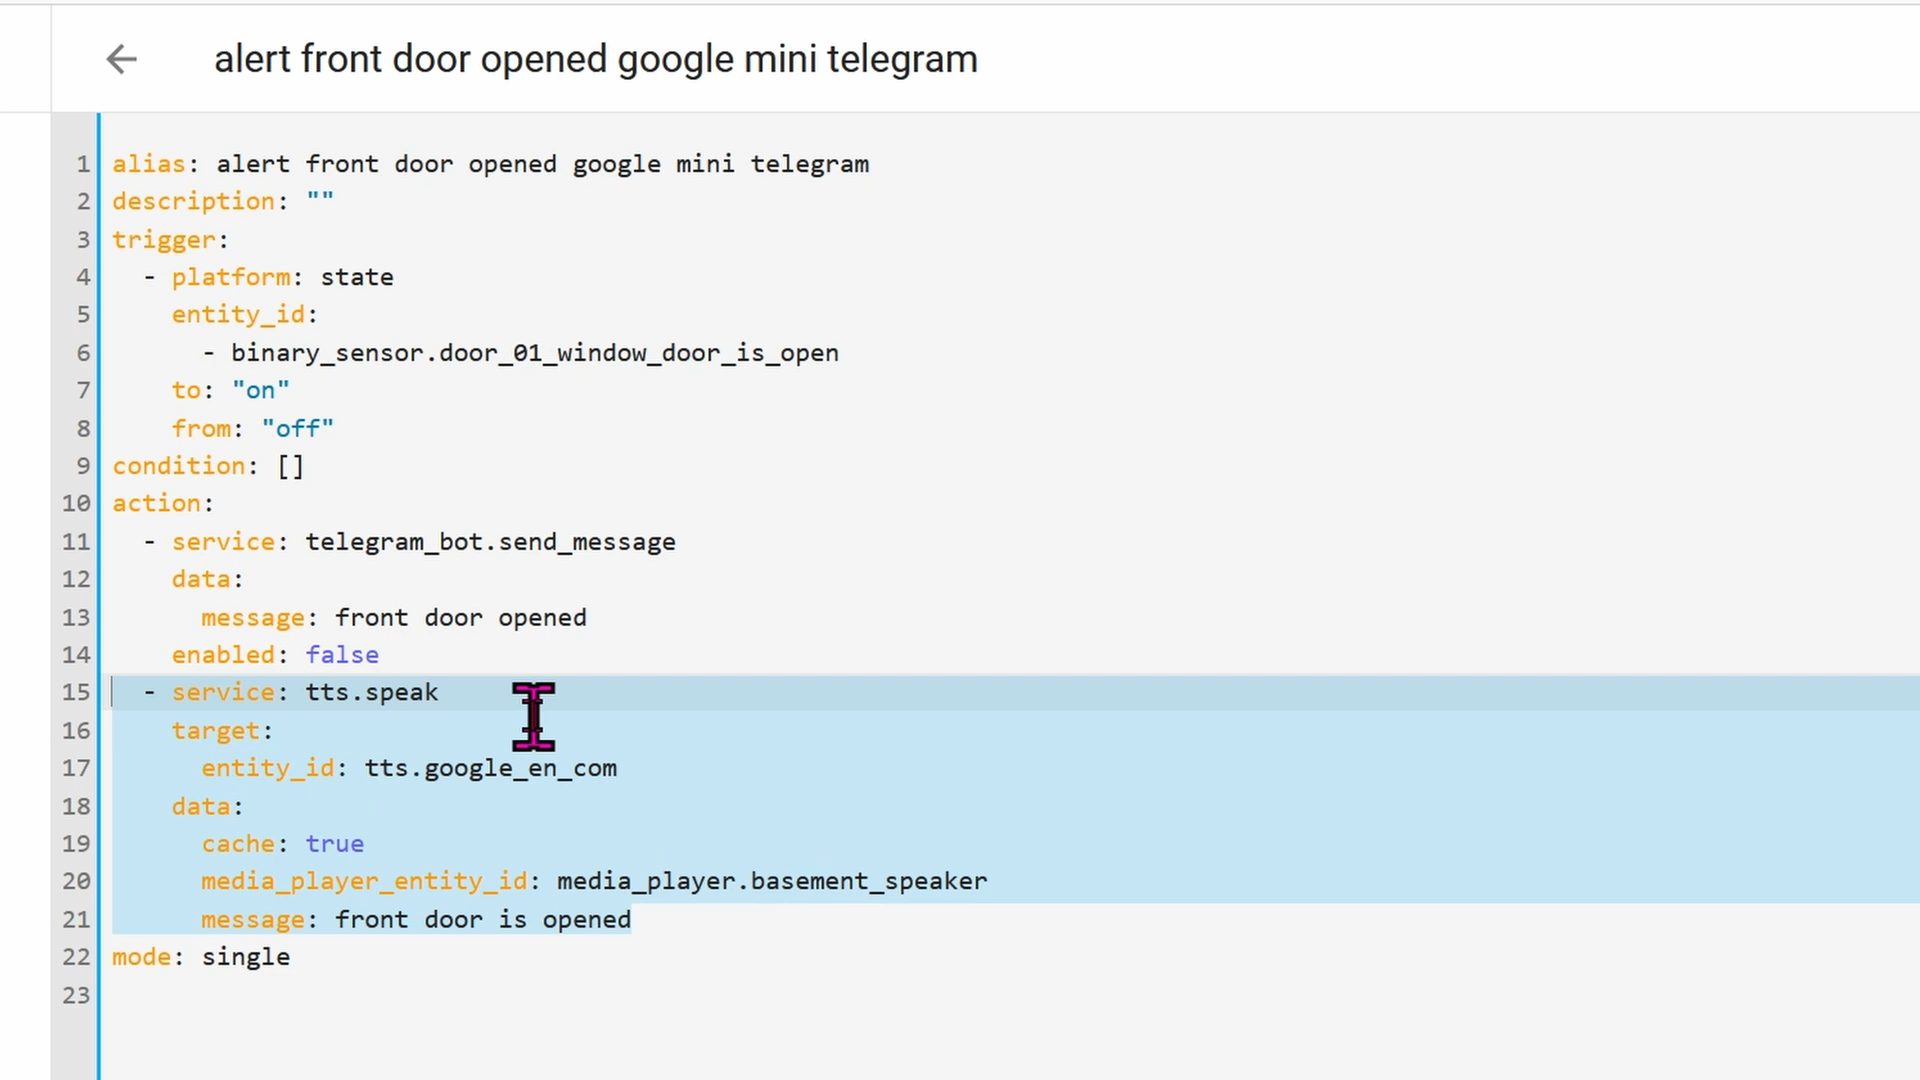 alert front door opened google mini telegram
1 alias: alert front door opened google mini telegram
2 description: ""
3 trigger:
4   - platform: state
5     entity_id:
6       - binary_sensor.door_01_window_door_is_open
7     to: "on"
8     from: "off"
9 condition: []
10 action:
11   - service: telegram_bot.send_message
12     data:
13       message: front door opened
14     enabled: false
15   - service: tts.speak
16     target:
17       entity_id: tts.google_en_com
18     data:
19       cache: true
20       media_player_entity_id: media_player.basement_speaker
21       message: front door is opened
22 mode: single
23